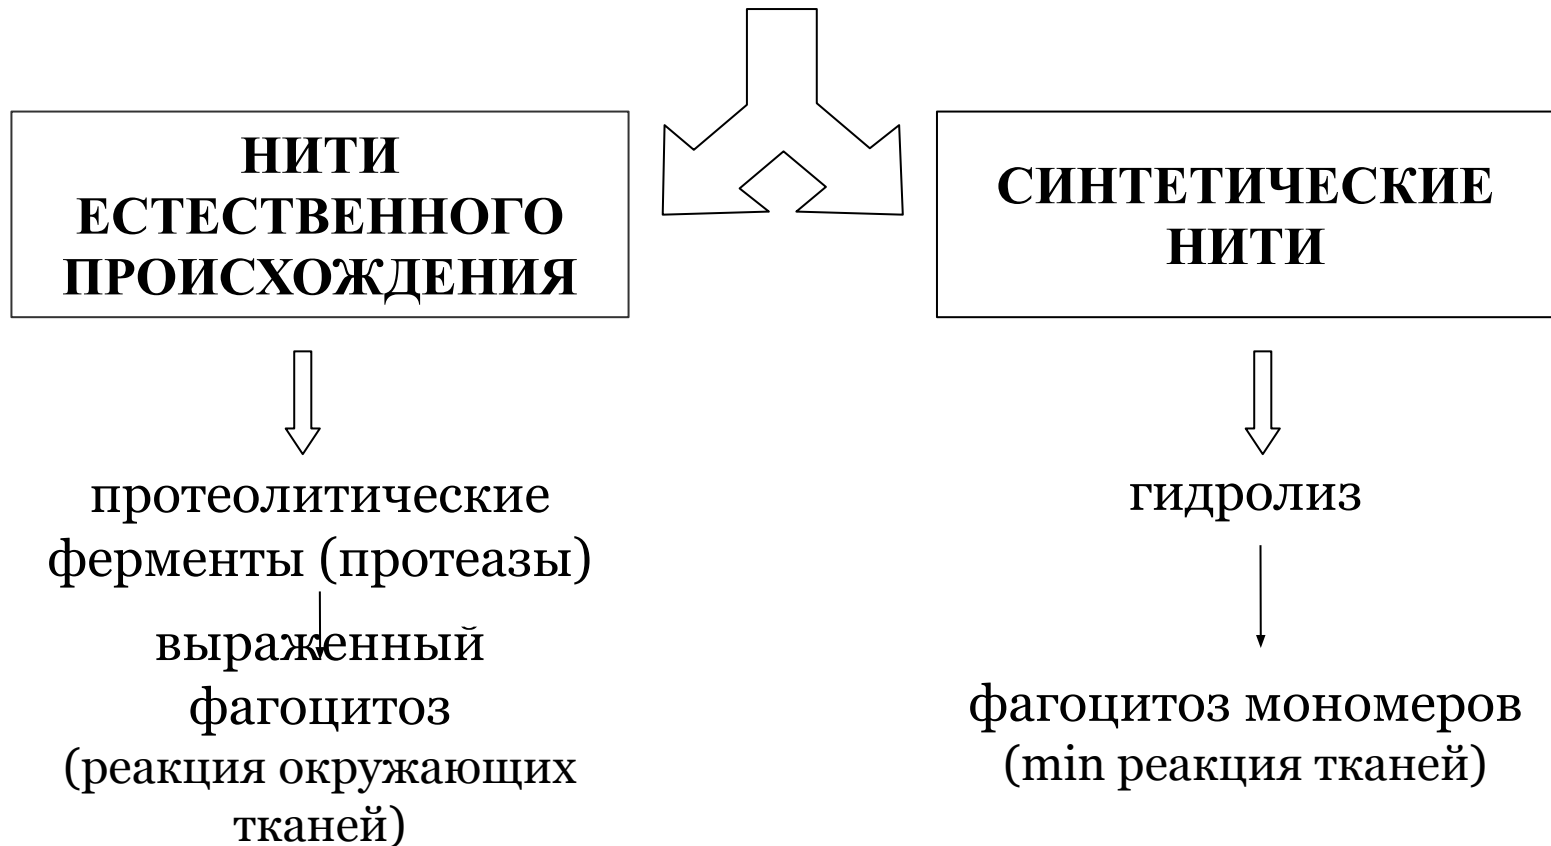 НИТИ
ЕСТЕСТВЕННОГО
ПРОИСХОЖДЕНИЯ
протеолитические
ферменты (протеазы)
выраженный
фагоцитоз
(реакция окружающих
тканей)
СИНТЕТИЧЕСКИЕ
НИТИ
гидролиз
фагоцитоз мономеров
(min реакция тканей)